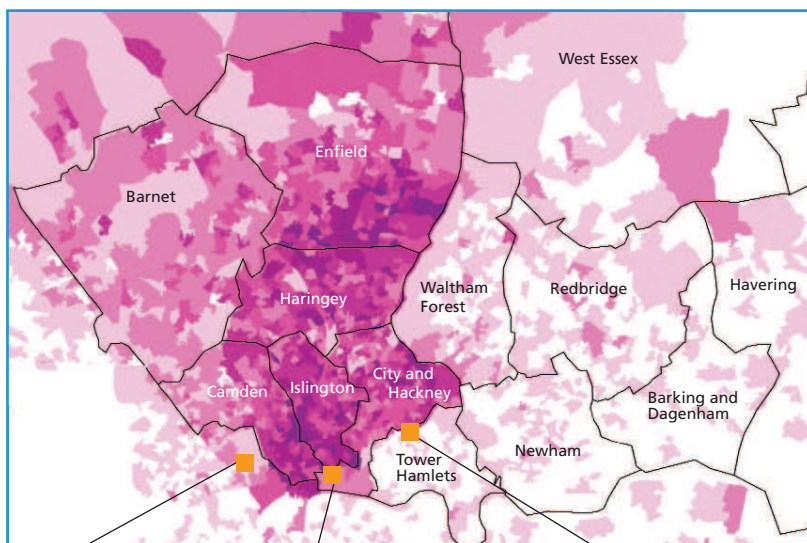 West Essex
Enfield
Barnet
Haringey
Waltham
Forest
Redbridge
Havering
Camden
Islington
City and
Hackney
Barking and
Dagenham
Newham
Tower
Hamlets